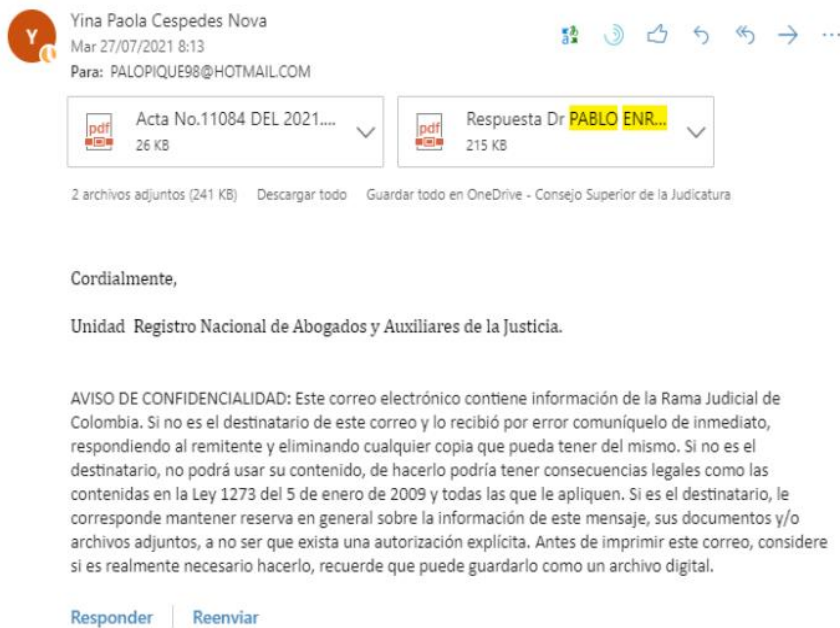 Y
Yina Paola Cespedes Nova
Mar 27/07/2021 8:13
Para: PALOPIQUE98@HOTMAIL.COM
pdf
Acta No.11084 DEL 2021....
26 KB
pdf
Respuesta Dr PABLO ENR...
215 KB
2 archivos adjuntos (241 KB) Descargar todo Guardar todo en OneDrive - Consejo Superior de la Judicatura
Cordialmente,
Unidad Registro Nacional de Abogados y Auxiliares de la Justicia.
AVISO DE CONFIDENCIALIDAD: Este correo electrónico contiene información de la Rama Judicial de
Colombia. Si no es el destinatario de este correo y lo recibió por error comuníquelo de inmediato,
respondiendo al remitente y eliminando cualquier copia que pueda tener del mismo. Si no es el
destinatario, no podrá usar su contenido, de hacerlo podría tener consecuencias legales como las
contenidas en la Ley 1273 del 5 de enero de 2009 y todas las que le apliquen. Si es el destinatario, le
corresponde mantener reserva en general sobre la información de este mensaje, sus documentos y/o
archivos adjuntos, a no ser que exista una autorización explícita. Antes de imprimir este correo, considere
si es realmente necesario hacerlo, recuerde que puede guardarlo como un archivo digital.
Responder Reenviar